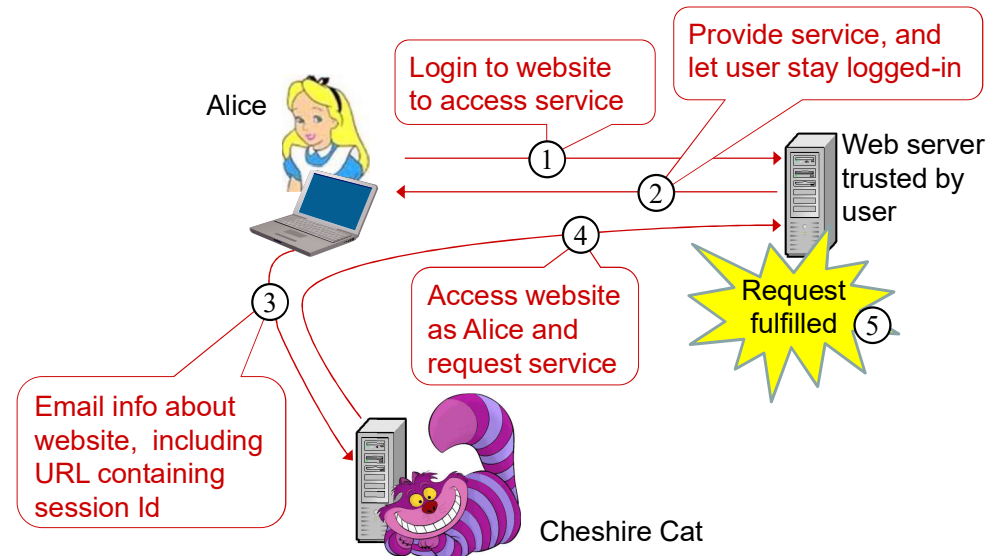 Provide service, and
let user stay logged-in
Login to website
to access service
Alice
1
Web server
trusted by
user
2
4
Access website
as Alice and
request service
Request
fulfilled
5
3
Email info about
website, including
URL containing
session Id
Cheshire Cat